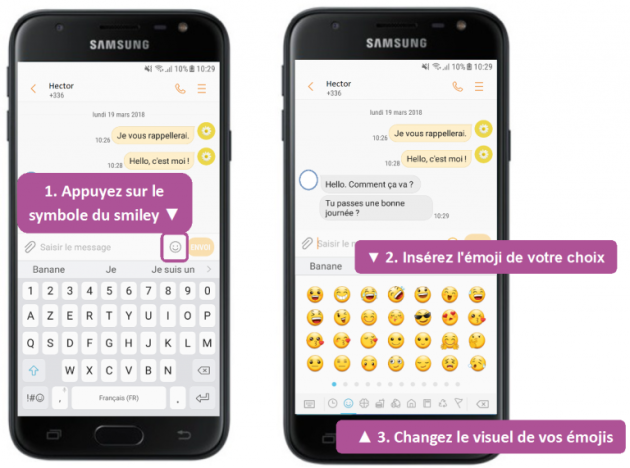 SAMSUNG
10% 10:29
Hector
+336
lundi 19 mars 2018
10:26 Je vous rappellerai.
10:28 Hello, c'est moi !
1. Appuyez sur le
symbole du smiley ▼
Saisir le message
ENVOI
Banane Je Je suis un
1 2 3 4 5 6 7 8 9 0
A Z E R T Y U I O P
Q S D F G H J K L M
W X C V B N
!#☺ , Français (FR) .
SAMSUNG
10% 10:29
Hector
+336
lundi 19 mars 2018
10:26 Je vous rappellerai.
10:28 Hello, c'est moi !
Hello. Comment ça va ?
Tu passes une bonne
journée ?
10:29
Saisir le
▼ 2. Insérez l'émoji de votre choix
Banane
▲ 3. Changez le visuel de vos émojis